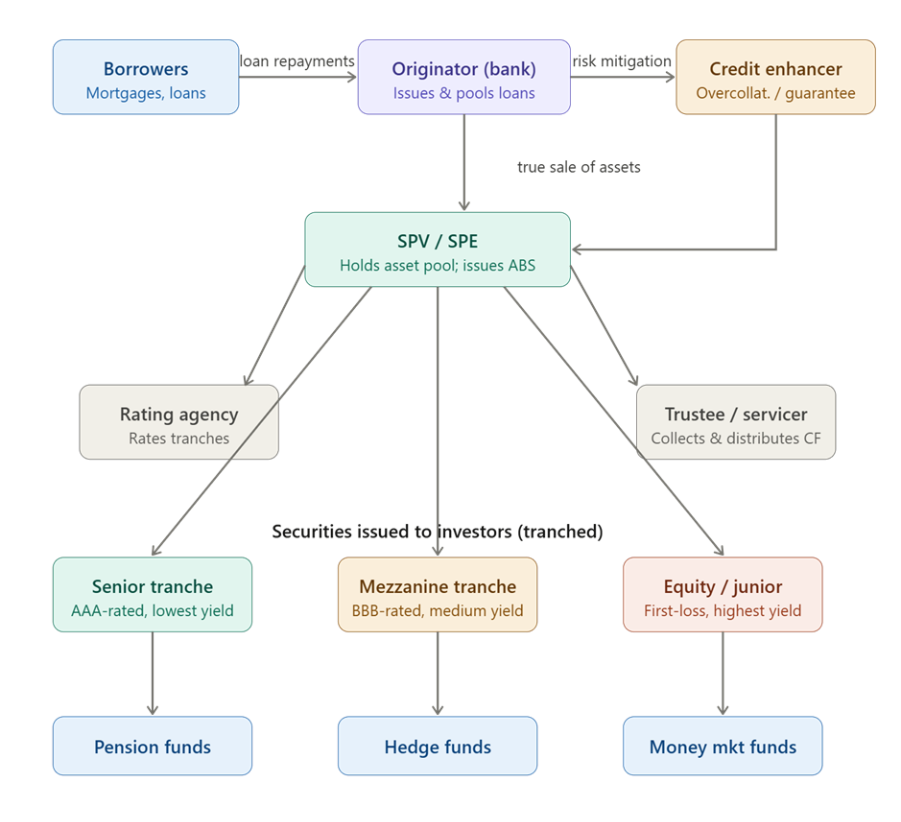 Borrowers
Mortgages, loans
loan repayments
Originator (bank)
Issues & pools loans
risk mitigation
Credit enhancer
Overcollat. / guarantee
true sale of assets
SPV / SPE
Holds asset pool; issues ABS
Rating agency
Rates tranches
Trustee / servicer
Collects & distributes CF
Securities issued to investors (tranched)
Senior tranche
AAA-rated, lowest yield
Mezzanine tranche
BBB-rated, medium yield
Equity / junior
First-loss, highest yield
Pension funds
Hedge funds
Money mkt funds